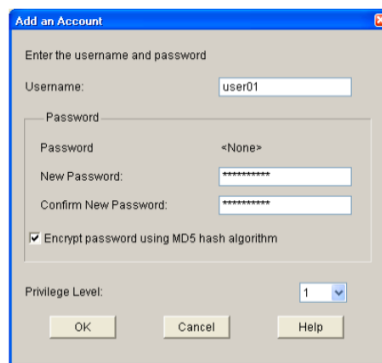 Add an Account
Enter the username and password
Username: user01
Password
Password <None>
New Password: **********
Confirm New Password: **********
Encrypt password using MD5 hash algorithm
Privilege Level: 1
OK Cancel Help